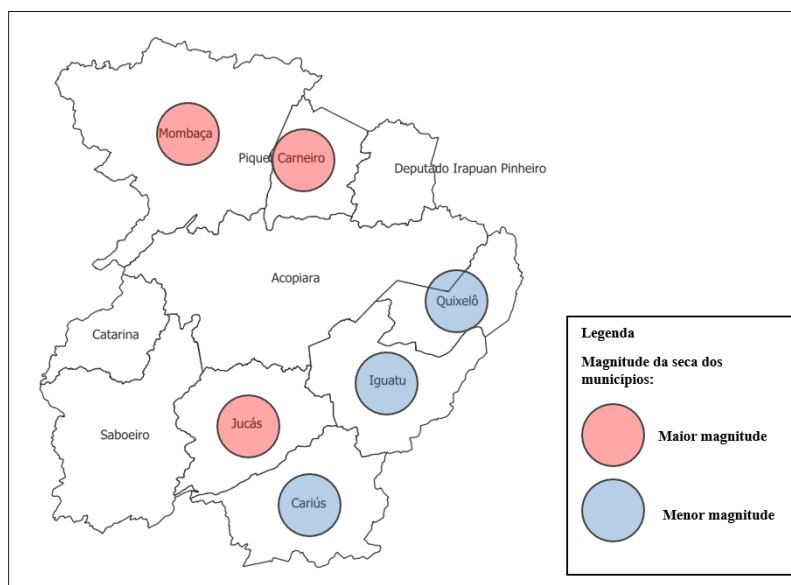 Mombaça
Pique Carneiro
Deputado Irapuan Pinheiro
Acopiara
Quixelô
Catarina
Iguatu
Saboeiro
Jucás
Cariús
Legenda
Magnitude da seca dos
municípios:
Maior magnitude
Menor magnitude